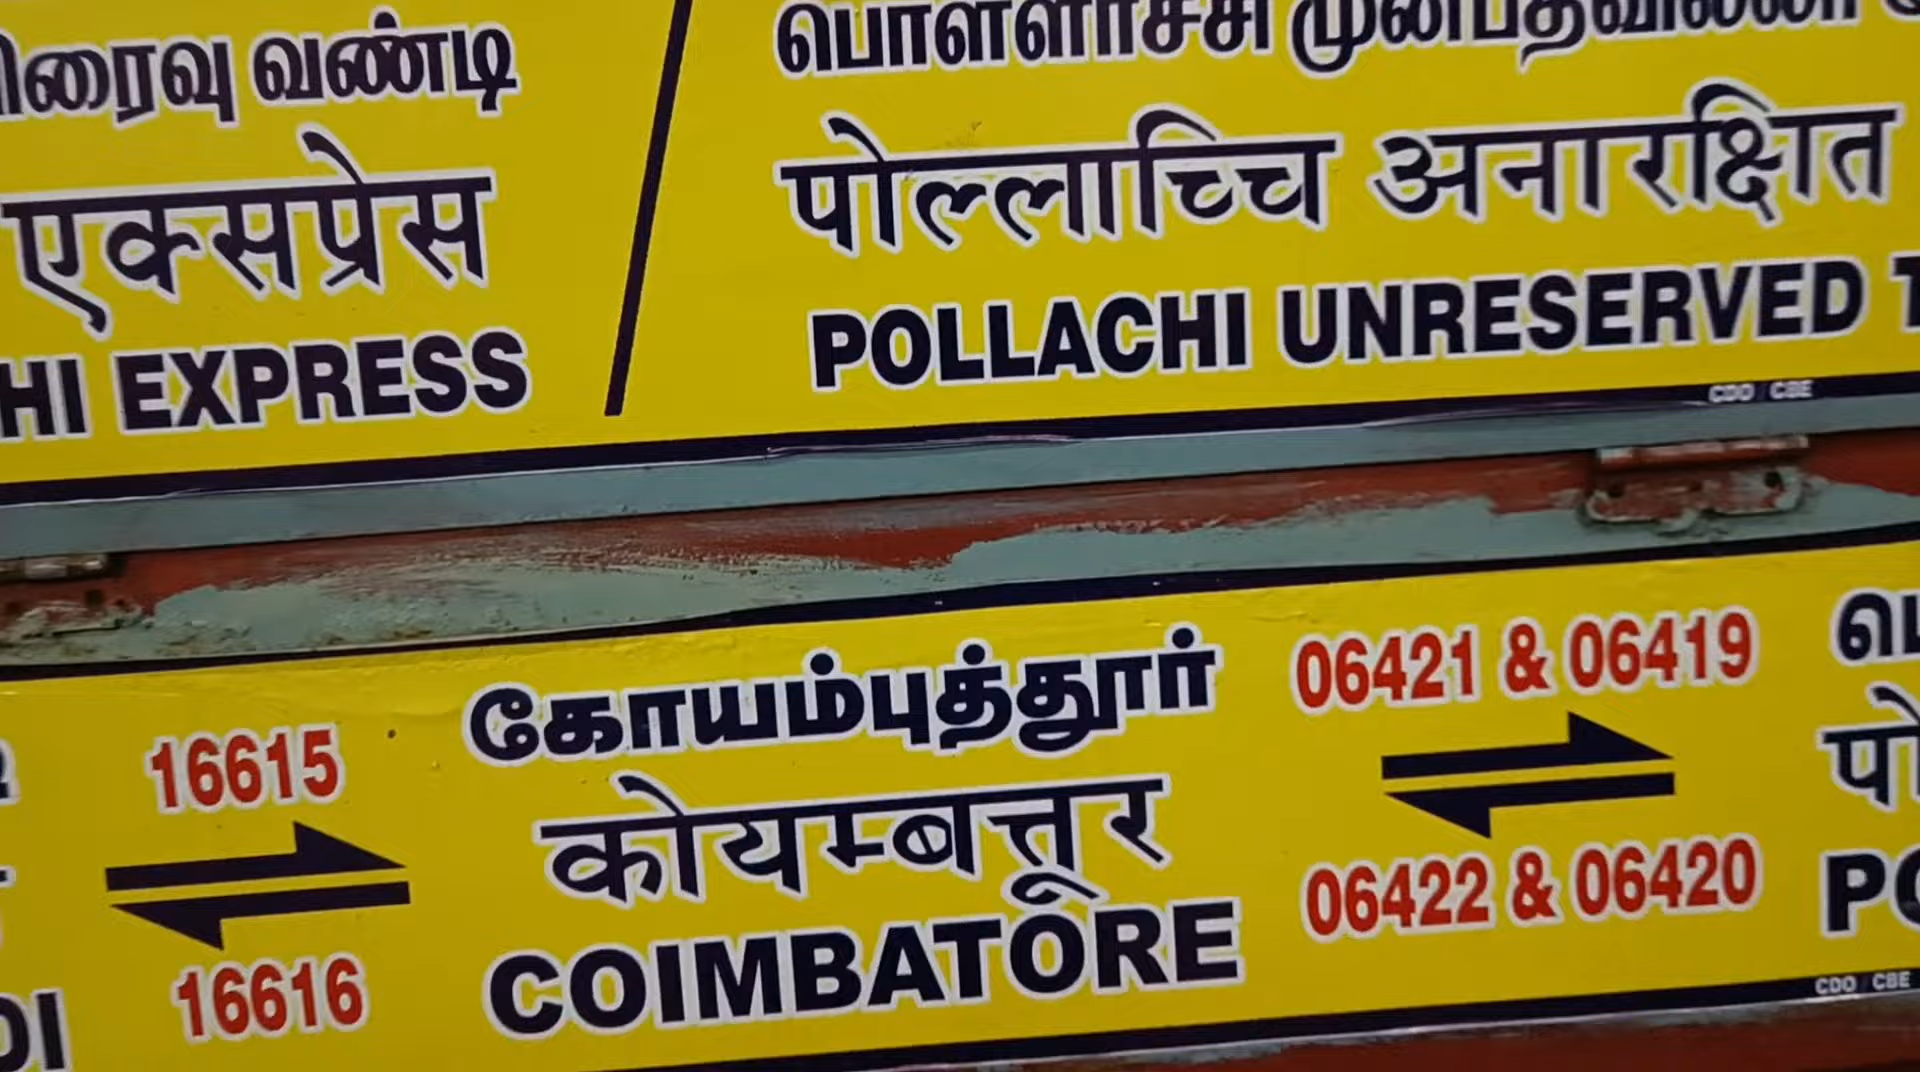 வண்டி
பொள்ளாச்சி
एक्सप्रेस
पोल्लाच्चि अनारक्षित
EXPRESS
POLLACHI UNRESERVED
CDO / CBE
கோயம்புத்தூர்
06421 & 06419
16615
कोयम्बत्तूर
COIMBATORE
06422 & 06420
16616
CDO / CBE